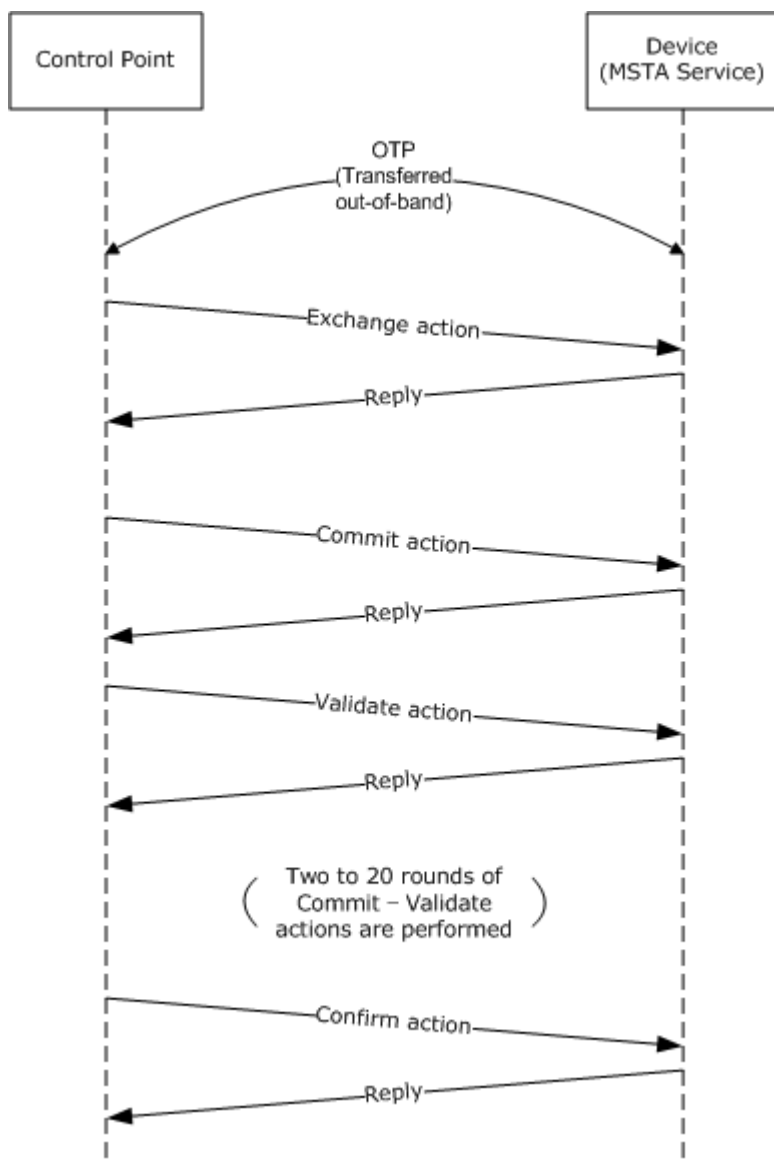 Control Point
Device
(MSTA Service)
OTP
(Transferred
out-of-band)
Exchange action
Reply
Commit action
Reply
Validate action
Reply
( Two to 20 rounds of
Commit – Validate
actions are performed )
Confirm action
Reply